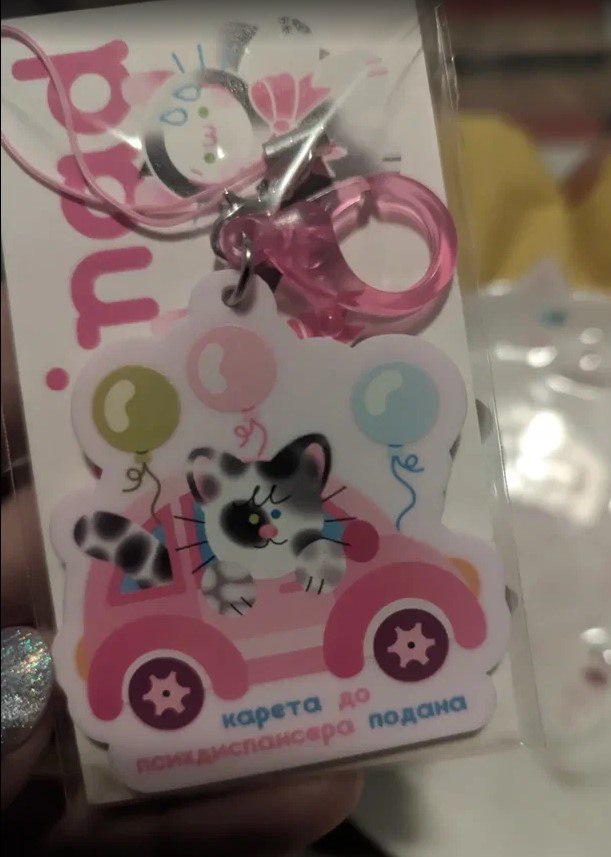 карета до
психдиспансера подана